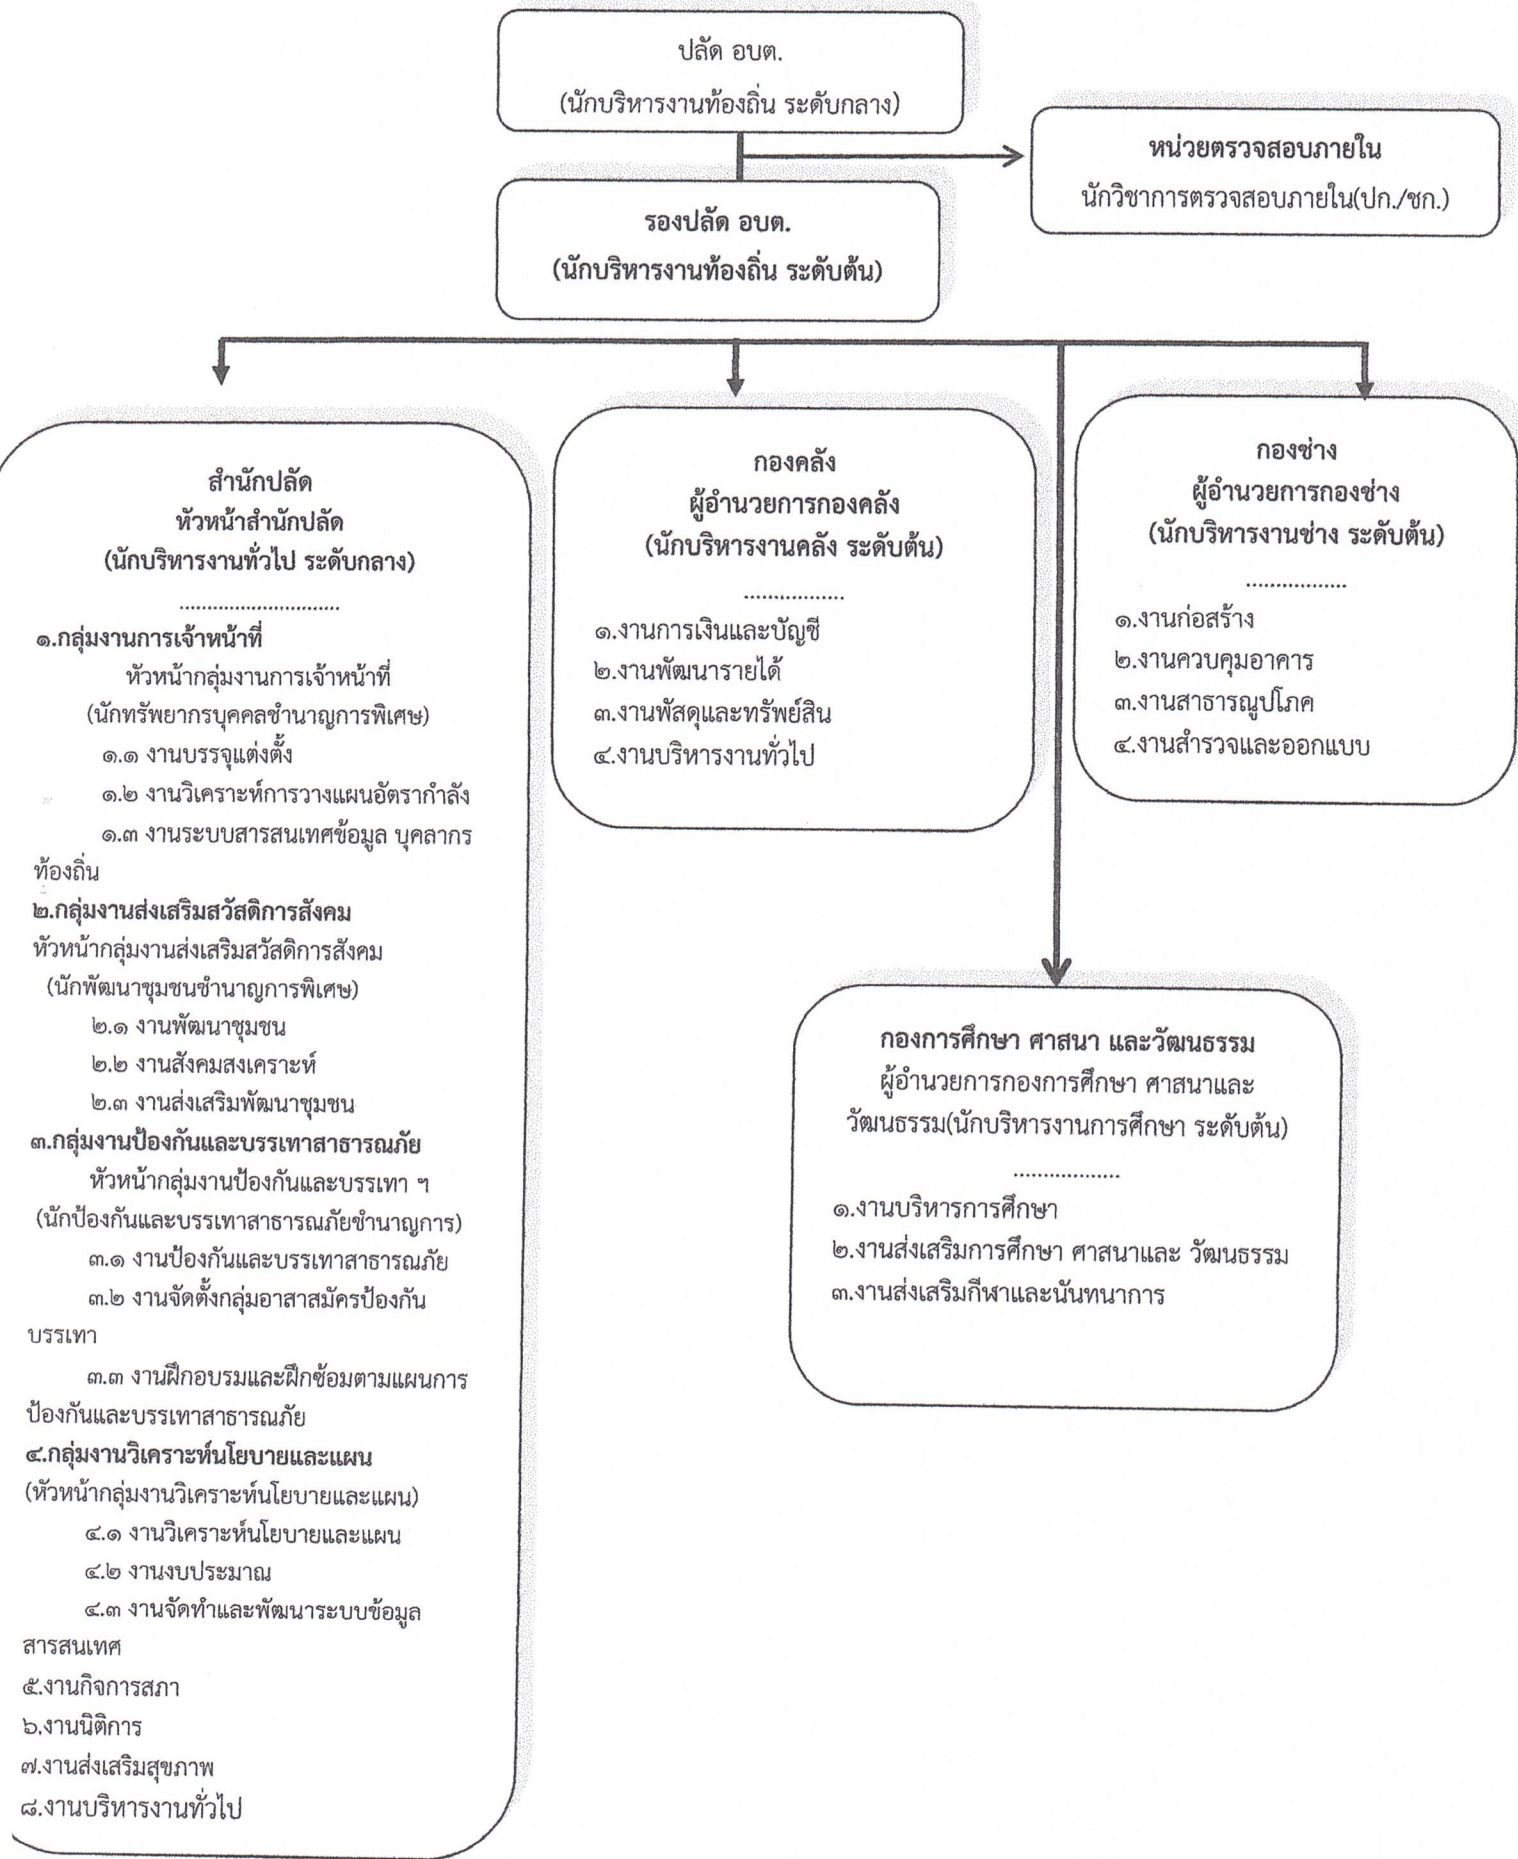 ปลัด อบต.
(นักบริหารงานท้องถิ่น ระดับกลาง)
หน่วยตรวจสอบภายใน
นักวิชาการตรวจสอบภายใน(ปก./ชก.)
รองปลัด อบต.
(นักบริหารงานท้องถิ่น ระดับต้น)
สำนักปลัด
หัวหน้าสำนักปลัด
(นักบริหารงานทั่วไป ระดับกลาง)
.............................
๑.กลุ่มงานการเจ้าหน้าที่
หัวหน้ากลุ่มงานการเจ้าหน้าที่
(นักทรัพยากรบุคคลชำนาญการพิเศษ)
๑.๑ งานบรรจุแต่งตั้ง
๑.๒ งานวิเคราะห์การวางแผนอัตรากำลัง
๑.๓ งานระบบสารสนเทศข้อมูล บุคลากร
ท้องถิ่น
๒.กลุ่มงานส่งเสริมสวัสดิการสังคม
หัวหน้ากลุ่มงานส่งเสริมสวัสดิการสังคม
(นักพัฒนาชุมชนชำนาญการพิเศษ)
๒.๑ งานพัฒนาชุมชน
๒.๒ งานสังคมสงเคราะห์
๒.๓ งานส่งเสริมพัฒนาชุมชน
๓.กลุ่มงานป้องกันและบรรเทาสาธารณภัย
หัวหน้ากลุ่มงานป้องกันและบรรเทา ฯ
(นักป้องกันและบรรเทาสาธารณภัยชำนาญการ)
๓.๑ งานป้องกันและบรรเทาสาธารณภัย
๓.๒ งานจัดตั้งกลุ่มอาสาสมัครป้องกัน
บรรเทา
๓.๓ งานฝึกอบรมและฝึกซ้อมตามแผนการ
ป้องกันและบรรเทาสาธารณภัย
๔.กลุ่มงานวิเคราะห์นโยบายและแผน
(หัวหน้ากลุ่มงานวิเคราะห์นโยบายและแผน)
๔.๑ งานวิเคราะห์นโยบายและแผน
๔.๒ งานงบประมาณ
๔.๓ งานจัดทำและพัฒนาระบบข้อมูล
สารสนเทศ
๕.งานกิจการสภา
๖.งานนิติการ
๗.งานส่งเสริมสุขภาพ
๘.งานบริหารงานทั่วไป
กองคลัง
ผู้อำนวยการกองคลัง
(นักบริหารงานคลัง ระดับต้น)
..................
๑.งานการเงินและบัญชี
๒.งานพัฒนารายได้
๓.งานพัสดุและทรัพย์สิน
๔.งานบริหารงานทั่วไป
กองช่าง
ผู้อำนวยการกองช่าง
(นักบริหารงานช่าง ระดับต้น)
..................
๑.งานก่อสร้าง
๒.งานควบคุมอาคาร
๓.งานสาธารณูปโภค
๔.งานสำรวจและออกแบบ
กองการศึกษา ศาสนา และวัฒนธรรม
ผู้อำนวยการกองการศึกษา ศาสนาและ
วัฒนธรรม(นักบริหารงานการศึกษา ระดับต้น)
...................
๑.งานบริหารการศึกษา
๒.งานส่งเสริมการศึกษา ศาสนาและ วัฒนธรรม
๓.งานส่งเสริมกีฬาและนันทนาการ